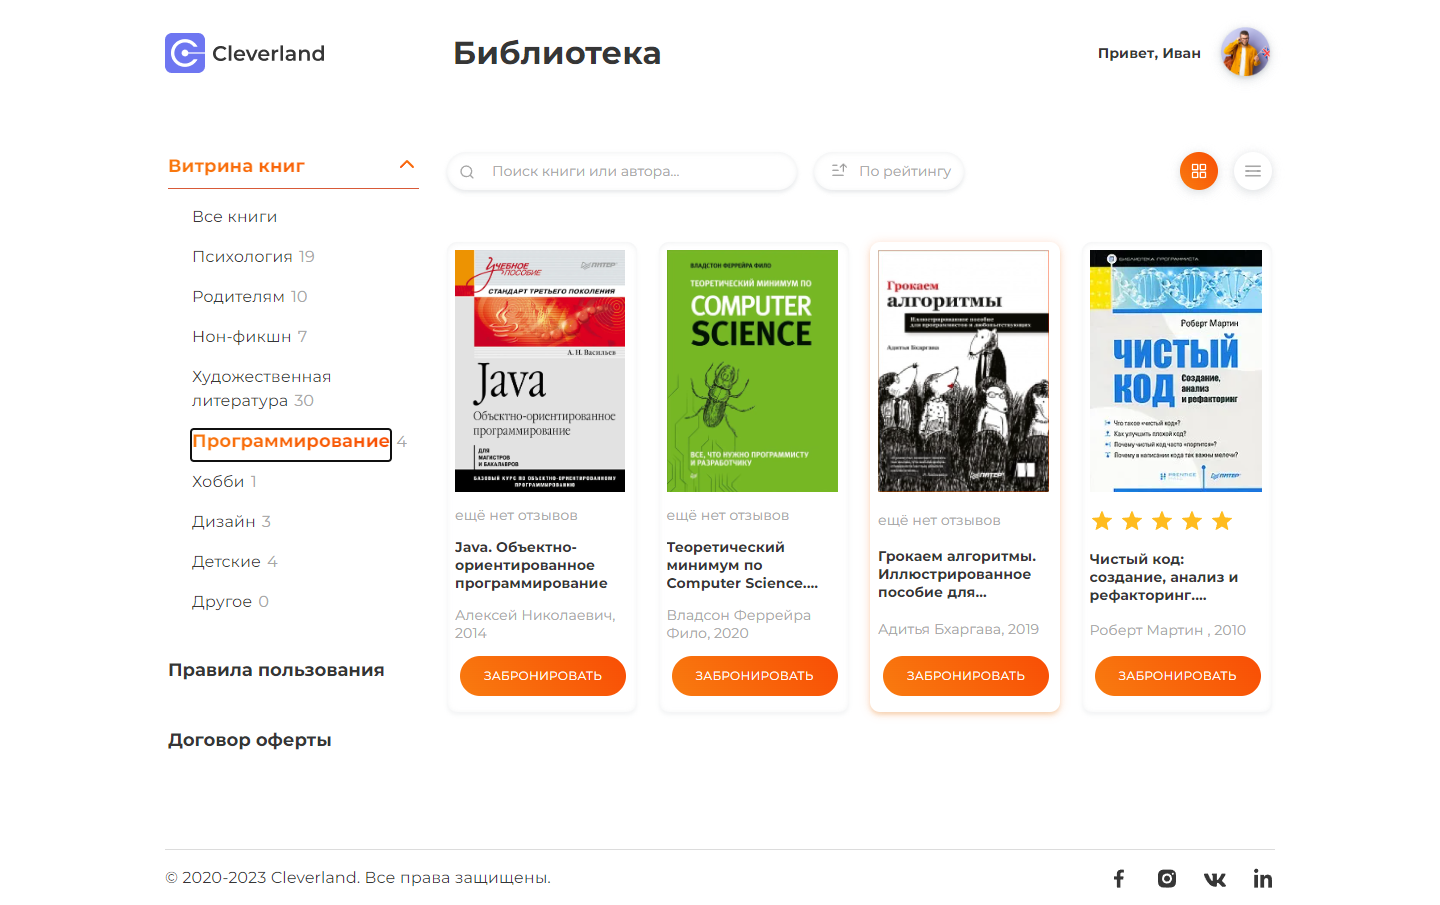 Cleverland
Библиотека
Привет, Иван
Витрина книг
Все книги
Психология 19
Родителям 10
Нон-фикшн 7
Художественная
литература 30
Программирование 4
Хобби 1
Дизайн 3
Детские 4
Другое 0
Правила пользования
Договор оферты
Поиск книги или автора...
По рейтингу
УЧЕБНОЕ
ПОСОБИЕ
ПИТЕР
СТАНДАРТ ТРЕТЬЕГО ПОКОЛЕНИЯ
А. Н. Васильев
Java
Объектно-ориентированное
программирование
ДЛЯ
МАГИСТРОВ
И БАКАЛАВРОВ
БАЗОВЫЙ КУРС ПО ОБЪЕКТНО-ОРИЕНТИРОВАННОМУ
ПРОГРАММИРОВАНИЮ
ещё нет отзывов
Java. Объектно-
ориентированное
программирование
Алексей Николаевич,
2014
ЗАБРОНИРОВАТЬ
ВЛАДСТОН ФЕРРЕЙРА ФИЛО
ТЕОРЕТИЧЕСКИЙ МИНИМУМ ПО
COMPUTER
SCIENCE
ВСЕ, ЧТО НУЖНО ПРОГРАММИСТУ
И РАЗРАБОТЧИКУ
ещё нет отзывов
Теоретический
минимум по
Computer Science....
Владсон Феррейра
Фило, 2020
ЗАБРОНИРОВАТЬ
Грокаем
алгоритмы
Иллюстрированное пособие
для программистов и любопытствующих
Адитья Бхаргава
ПИТЕР
ещё нет отзывов
Грокаем алгоритмы.
Иллюстрированное
пособие для...
Адитья Бхаргава, 2019
ЗАБРОНИРОВАТЬ
БИБЛИОТЕКА ПРОГРАММИСТА
Роберт Мартин
ЧИСТЫЙ
КОД
Создание,
анализ
и рефакторинг
Что такое «чистый код»?
Как улучшить плохой код?
Почему чистый код часто «портится»?
Почему в написании кода так важны мелочи?
PRENTICE
ПИТЕР
Чистый код:
создание, анализ и
рефакторинг....
Роберт Мартин , 2010
ЗАБРОНИРОВАТЬ
© 2020-2023 Cleverland. Все права защищены.